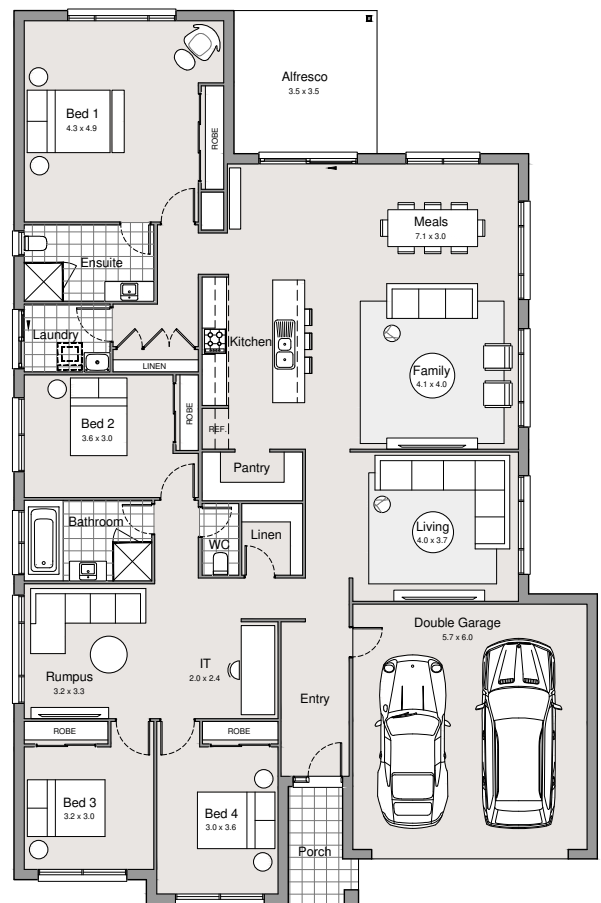 Alfresco
3.5 x 3.5
Bed 1
4.3 x 4.9
ROBE
Meals
7.1 x 3.0
Ensuite
Laundry
Kitchen
LINEN
Family
4.1 x 4.0
Bed 2
3.6 x 3.0
ROBE
REF.
Pantry
Bathroom
WC
Linen
Living
4.0 x 3.7
Double Garage
5.7 x 6.0
Rumpus
3.2 x 3.3
IT
2.0 x 2.4
Entry
ROBE
ROBE
Bed 3
3.2 x 3.0
Bed 4
3.0 x 3.6
Porch